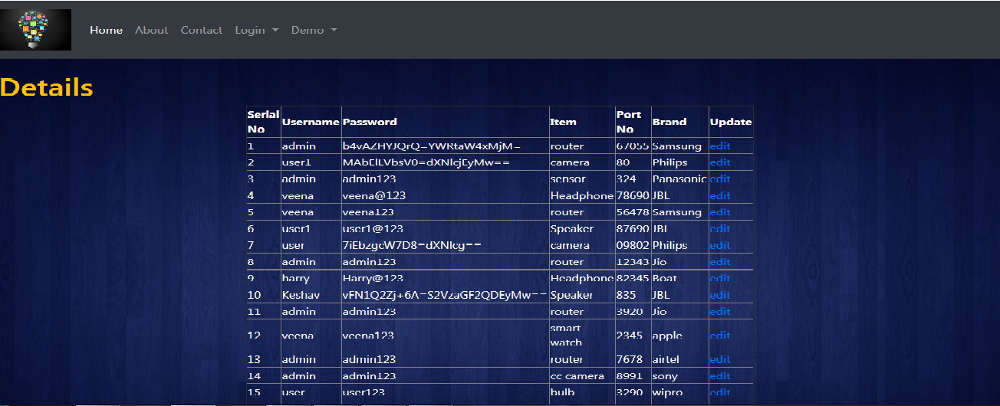 Home About Contact Login Demo
Details
Serial No Username Password Item Port No Brand Update
1 admin b4vAZHYJQrQ=YWRtaW4xMjM= router 67055 Samsung edit
2 user1 MAbElLVbsV0=dXNlcjEyMw== camera 80 Philips edit
3 admin admin123 sensor 324 Panasonic edit
4 veena veena@123 Headphone 78690 JBL edit
5 veena veena123 router 56478 Samsung edit
6 user1 user1@123 Speaker 87690 JBL edit
7 user 7iEbzgcW7D8=dXNlcg== camera 09802 Philips edit
8 admin admin123 router 12343 Jio edit
9 harry Harry@123 Headphone 82345 Boat edit
10 Keshav vFN1Q2Zj+6A=S2VzaGF2QDEyMw== Speaker 835 JBL edit
11 admin admin123 router 3920 Jio edit
12 veena veena123 smart watch 2345 apple edit
13 admin admin123 router 7678 airtel edit
14 admin admin123 cc camera 8991 sony edit
15 user user123 bulb 3290 wipro edit